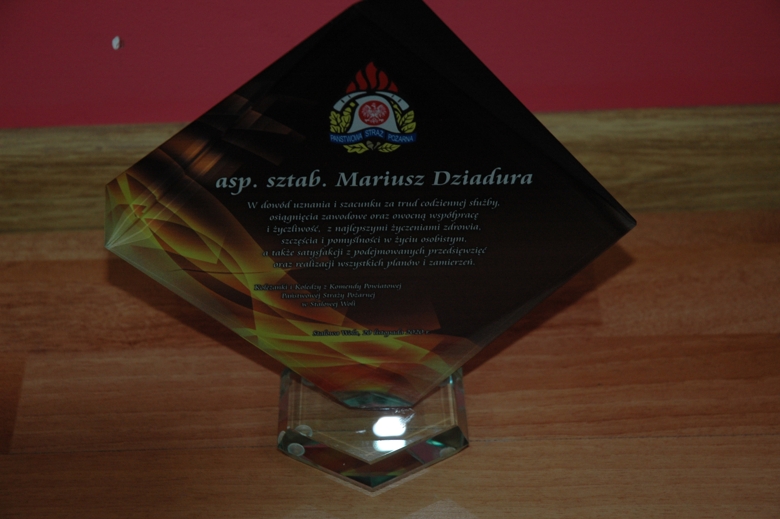 PAŃSTWOWA STRAŻ POŻARNA
asp. sztab. Mariusz Dziadura
W dowód uznania i szacunku za trud codziennej służby,
osiągnięcia zawodowe oraz owocną współpracę
i życzliwość, z najlepszymi życzeniami zdrowia,
szczęścia i pomyślności w życiu osobistym,
a także satysfakcji z podejmowanych przedsięwzięć
oraz realizacji wszystkich planów i zamierzeń.
Koleżanki i Koledzy z Komendy Powiatowej
Państwowej Straży Pożarnej
w Stalowej Woli
Stalowa Wola, listopada